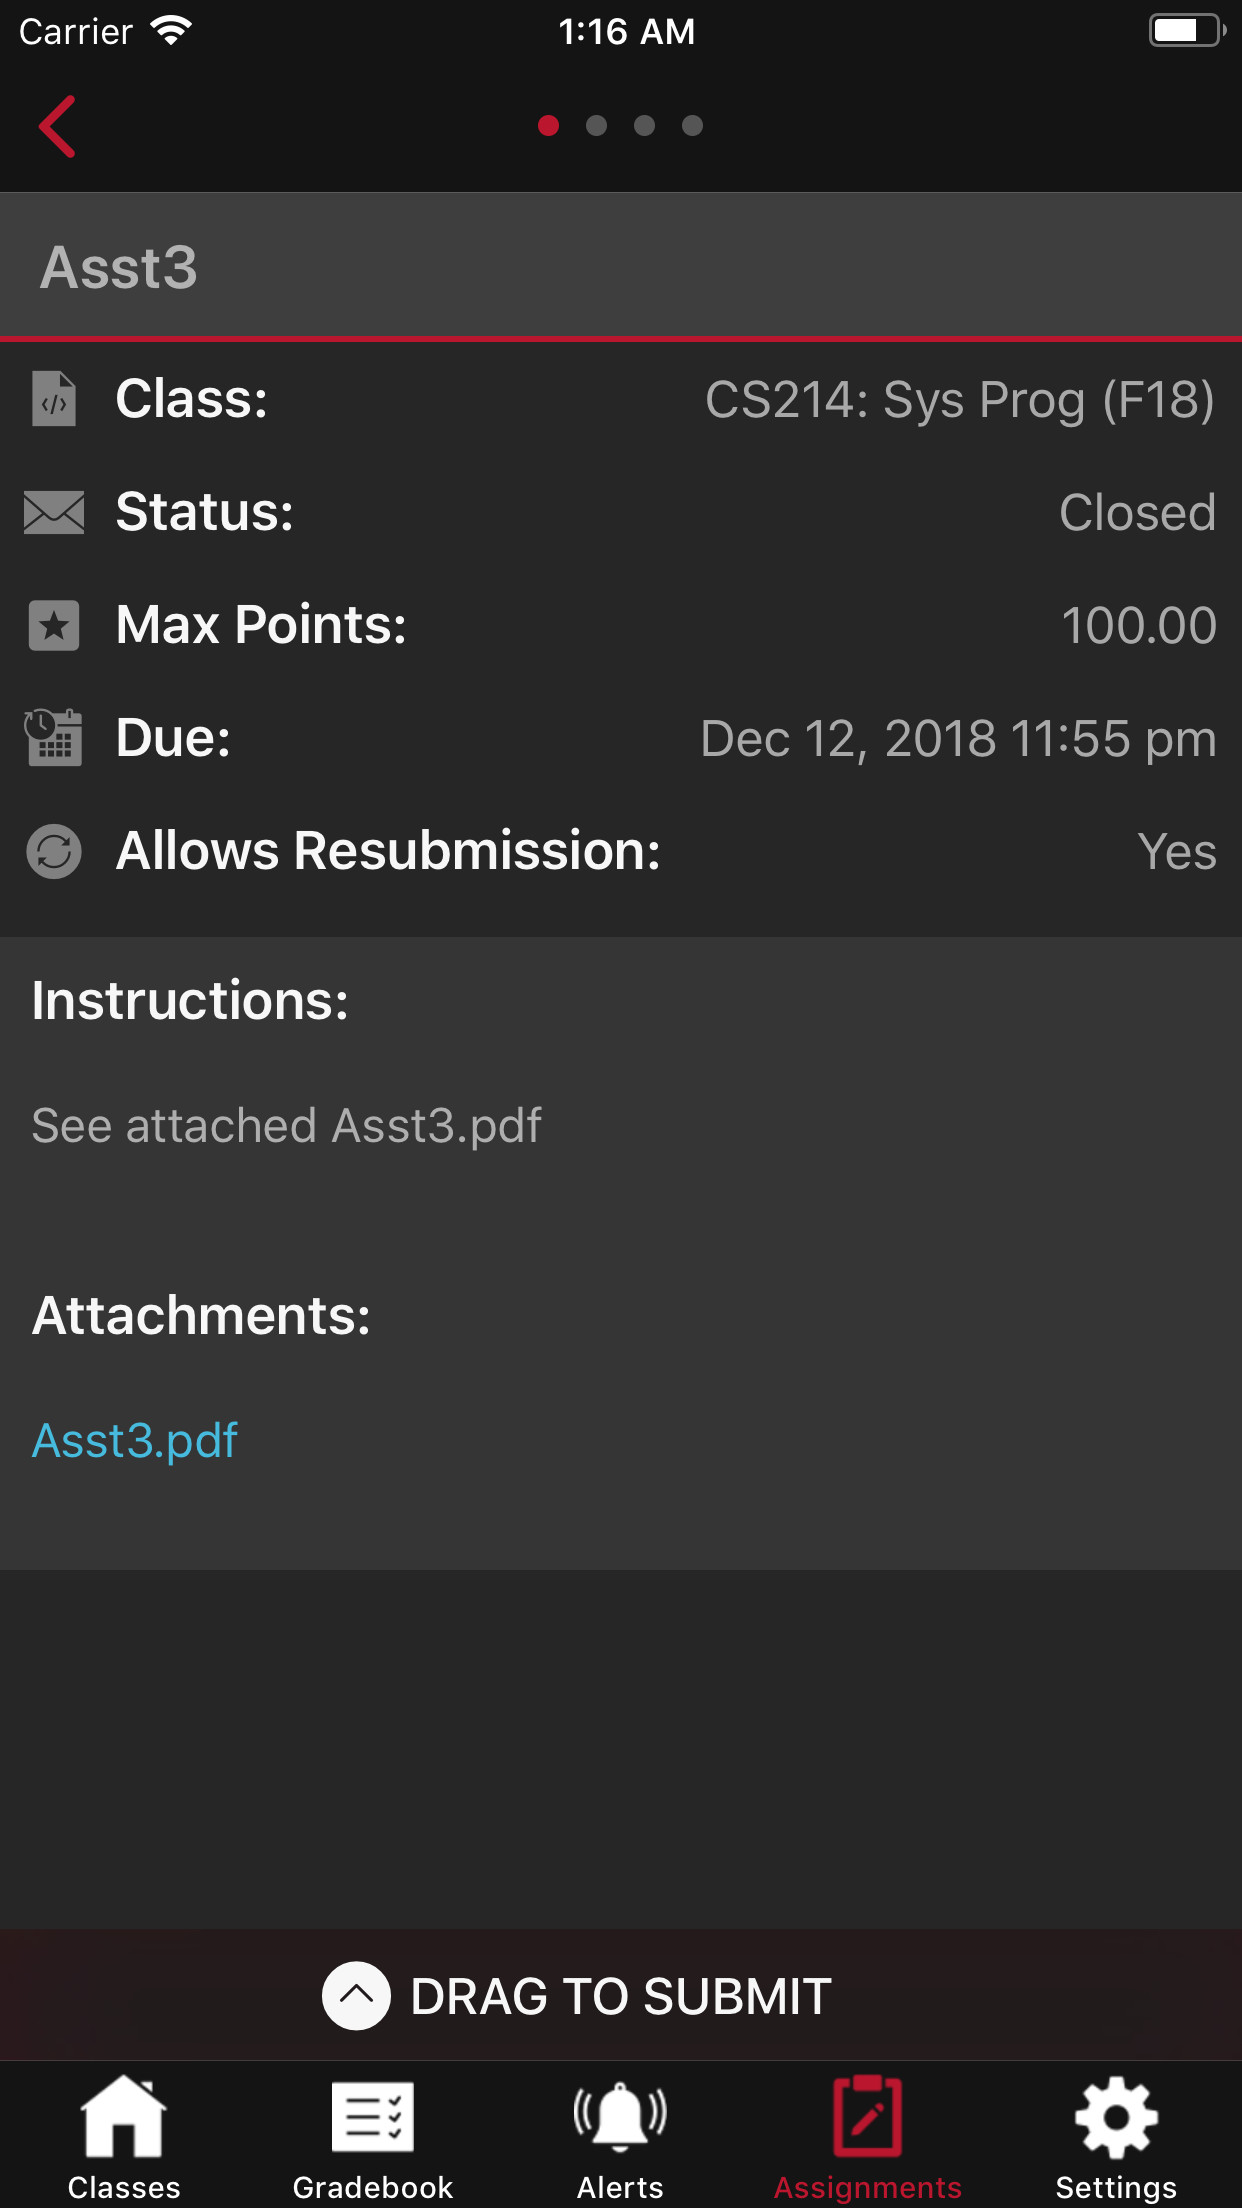 Carrier 1:16 AM
Asst3
Class: CS214: Sys Prog (F18)
Status: Closed
Max Points: 100.00
Due: Dec 12, 2018 11:55 pm
Allows Resubmission: Yes
Instructions:
See attached Asst3.pdf
Attachments:
Asst3.pdf
DRAG TO SUBMIT
Classes Gradebook Alerts Assignments Settings